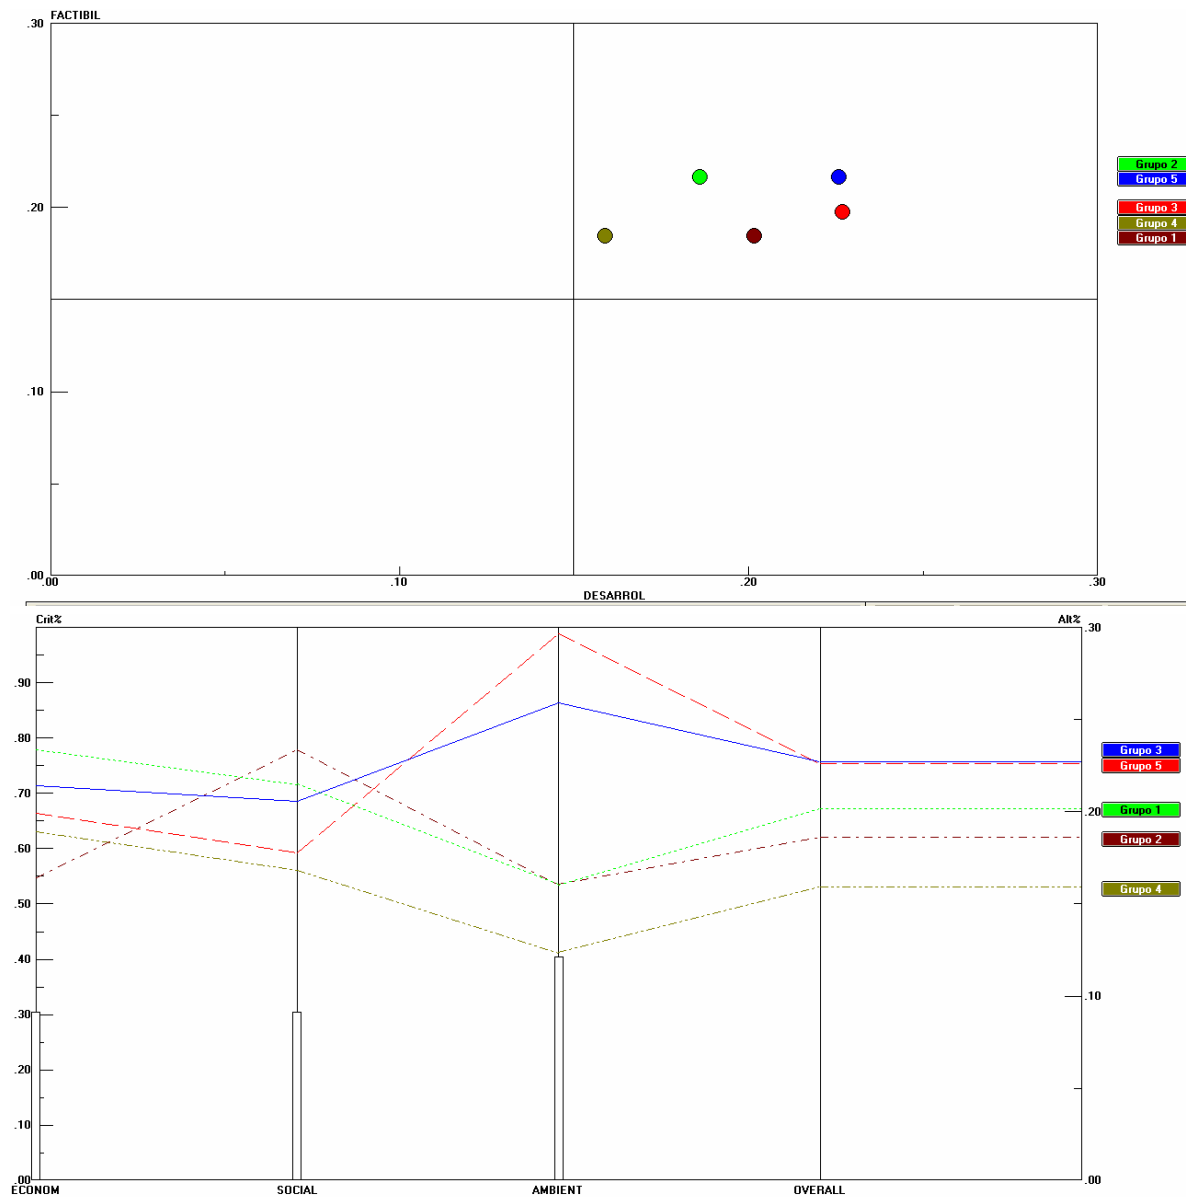 FACTIBIL
.30
.20
.10
.00
.00
.10
.20
.30
DESARROL
Grupo 2
Grupo 5
Grupo 3
Grupo 4
Grupo 1
Crit%
Alt%
.90
.80
.70
.60
.50
.40
.30
.20
.10
.00
.30
.20
.10
.00
Grupo 3
Grupo 5
Grupo 1
Grupo 2
Grupo 4
ECONOM
SOCIAL
AMBIENT
OVERALL